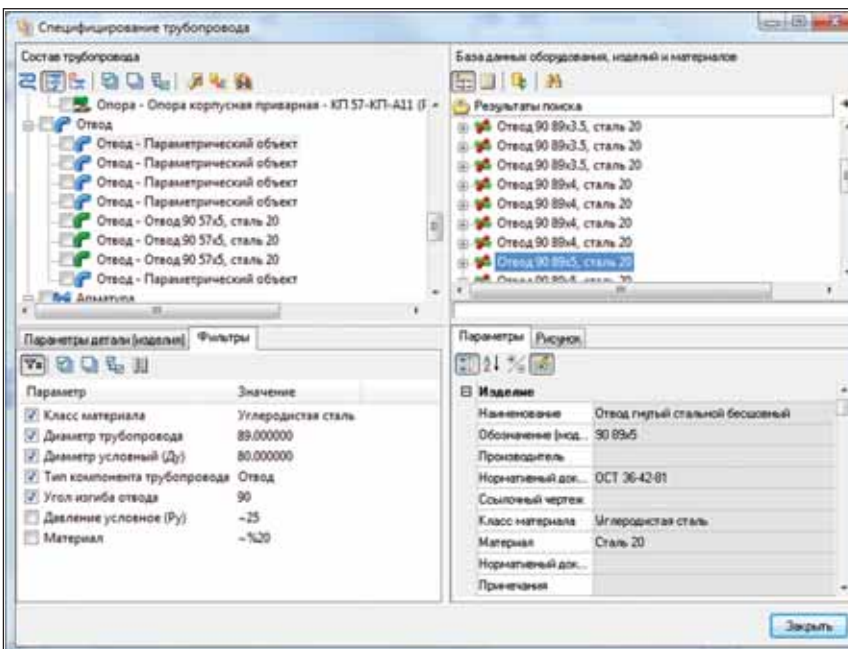 Специфицирование трубопровода
Состав трубопровода
Опора - Опора корпусная приварная - КП 57-КП-А11 (
Отвод
Отвод - Параметрический объект
Отвод - Параметрический объект
Отвод - Параметрический объект
Отвод - Параметрический объект
Отвод - Отвод 90 57x5, сталь 20
Отвод - Отвод 90 57x5, сталь 20
Отвод - Отвод 90 57x5, сталь 20
Отвод - Параметрический объект
Арматура
База данных оборудования, изделий и материалов
Результаты поиска
Отвод 90 89x3.5, сталь 20
Отвод 90 89x3.5, сталь 20
Отвод 90 89x3.5, сталь 20
Отвод 90 89x4, сталь 20
Отвод 90 89x4, сталь 20
Отвод 90 89x4, сталь 20
Отвод 90 89x4, сталь 20
Отвод 90 89x5, сталь 20
Отвод 90 89x5, сталь 20
Параметры детали (изделия) Фильтры
Параметр Значение
Класс материала Углеродистая сталь
Диаметр трубопровода 89.000000
Диаметр условный (Ду) 80.000000
Тип компонента трубопровода Отвод
Угол изгиба отвода 90
Давление условное (Ру) ~25
Материал ~%20
Параметры Рисунок
Изделие
Наименование Отвод гнутый стальной бесшовный
Обозначение (мод... 90 89x5
Производитель
Нормативный док... ОСТ 36-42-81
Ссылочный чертеж
Класс материала Углеродистая сталь
Материал Сталь 20
Нормативный док...
Примечания
Закрыть